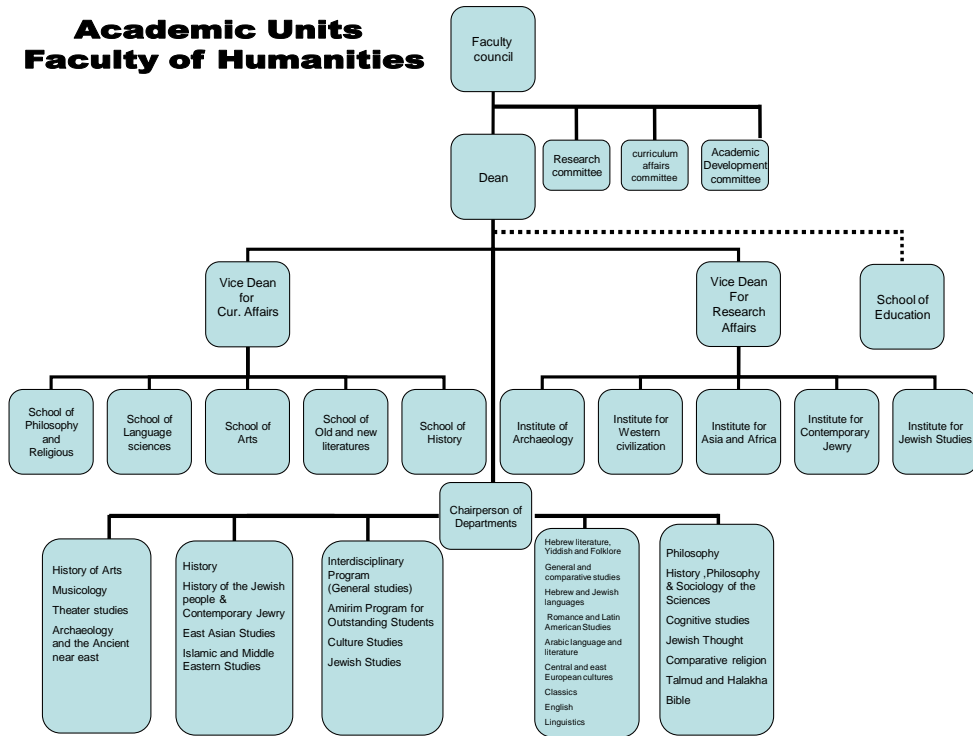 Academic Units
Faculty of Humanities
Faculty
council
Dean
Research
committee
curriculum
affairs
committee
Academic
Development
committee
Vice Dean
for
Cur. Affairs
Vice Dean
For
Research
Affairs
School of
Education
School of
Philosophy
and
Religious
School of
Language
sciences
School of
Arts
School of
Old and new
literatures
School of
History
Institute of
Archaeology
Institute for
Western
civilization
Institute for
Asia and Africa
Institute for
Contemporary
Jewry
Institute for
Jewish Studies
Chairperson of
Departments
History of Arts
Musicology
Theater studies
Archaeology
and the Ancient
near east
History
History of the Jewish
people &
Contemporary Jewry
East Asian Studies
Islamic and Middle
Eastern Studies
Interdisciplinary
Program
(General studies)
Amirim Program for
Outstanding Students
Culture Studies
Jewish Studies
Hebrew literature,
Yiddish and Folklore
General and
comparative studies
Hebrew and Jewish
languages
Romance and Latin
American Studies
Arabic language and
literature
Central and east
European cultures
Classics
English
Linguistics
Philosophy
History ,Philosophy
& Sociology of the
Sciences
Cognitive studies
Jewish Thought
Comparative religion
Talmud and Halakha
Bible